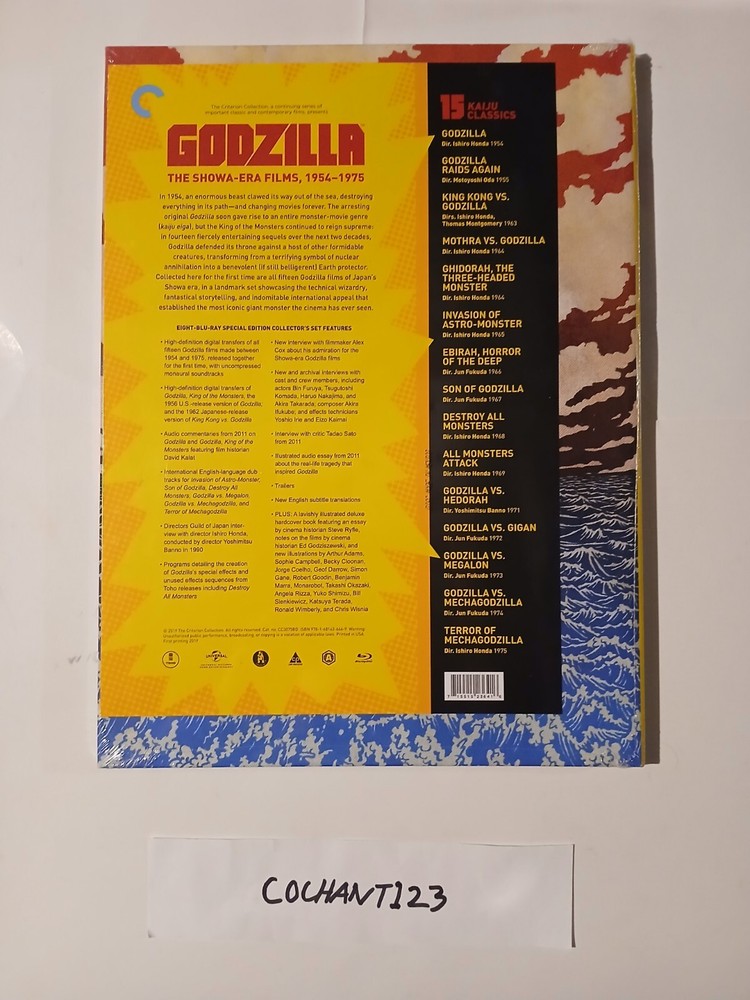 The Criterion Collection, a continuing series of
important classic and contemporary films, presents
GODZILLA
THE SHOWA-ERA FILMS, 1954–1975
In 1954, an enormous beast clawed its way out of the sea, destroying
everything in its path—and changing movies forever. The arresting
original Godzilla soon gave rise to an entire monster-movie genre
(kaiju eiga), but the King of the Monsters continued to reign supreme:
in fourteen fiercely entertaining sequels over the next two decades,
Godzilla defended its throne against a host of other formidable
creatures, transforming from a terrifying symbol of nuclear
annihilation into a benevolent (if still belligerent) Earth protector.
Collected here for the first time are all fifteen Godzilla films of Japan's
Showa era, in a landmark set showcasing the technical wizardry,
fantastical storytelling, and indomitable international appeal that
established the most iconic giant monster the cinema has ever seen.
EIGHT-BLU-RAY SPECIAL EDITION COLLECTOR'S SET FEATURES
• High-definition digital transfers of all
fifteen Godzilla films made between
1954 and 1975, released together
for the first time, with uncompressed
monaural soundtracks
• High-definition digital transfers of
Godzilla, King of the Monsters, the
1956 U.S.-release version of Godzilla;
and the 1962 Japanese-release
version of King Kong vs. Godzilla
• Audio commentaries from 2011 on
Godzilla and Godzilla, King of the
Monsters featuring film historian
David Kalat
• International English-language dub
tracks for Invasion of Astro-Monster,
Son of Godzilla, Destroy All
Monsters, Godzilla vs. Megalon,
Godzilla vs. Mechagodzilla, and
Terror of Mechagodzilla
• Directors Guild of Japan inter-
view with director Ishiro Honda,
conducted by director Yoshimitsu
Banno in 1990
• Programs detailing the creation
of Godzilla's special effects and
unused effects sequences from
Toho releases including Destroy
All Monsters
• New interview with filmmaker Alex
Cox about his admiration for the
Showa-era Godzilla films
• New and archival interviews with
cast and crew members, including
actors Bin Furuya, Tsugutoshi
Komada, Haruo Nakajima, and
Akira Takarada; composer Akira
Ifukube; and effects technicians
Yoshio Irie and Eizo Kaimai
• Interview with critic Tadao Sato
from 2011
• Illustrated audio essay from 2011
about the real-life tragedy that
inspired Godzilla
• Trailers
• New English subtitle translations
• PLUS: A lavishly illustrated deluxe
hardcover book featuring an essay
by cinema historian Steve Ryfle,
notes on the films by cinema
historian Ed Godziszewski, and
new illustrations by Arthur Adams,
Sophie Campbell, Becky Cloonan,
Jorge Coelho, Geof Darrow, Simon
Gane, Robert Goodin, Benjamin
Marra, Monarobot, Takashi Okazaki,
Angela Rizza, Yuko Shimizu, Bill
Sienkiewicz, Katsuya Terada,
Ronald Wimberly, and Chris Wisnia
15 KAIJU
CLASSICS
GODZILLA
Dir. Ishiro Honda 1954
GODZILLA
RAIDS AGAIN
Dir. Motoyoshi Oda 1955
KING KONG VS.
GODZILLA
Dirs. Ishiro Honda,
Thomas Montgomery 1963
MOTHRA VS. GODZILLA
Dir. Ishiro Honda 1964
GHIDORAH, THE
THREE-HEADED
MONSTER
Dir. Ishiro Honda 1964
INVASION OF
ASTRO-MONSTER
Dir. Ishiro Honda 1965
EBIRAH, HORROR
OF THE DEEP
Dir. Jun Fukuda 1966
SON OF GODZILLA
Dir. Jun Fukuda 1967
DESTROY ALL
MONSTERS
Dir. Ishiro Honda 1968
ALL MONSTERS
ATTACK
Dir. Ishiro Honda 1969
GODZILLA VS.
HEDORAH
Dir. Yoshimitsu Banno 1971
GODZILLA VS. GIGAN
Dir. Jun Fukuda 1972
GODZILLA VS.
MEGALON
Dir. Jun Fukuda 1973
GODZILLA VS.
MECHAGODZILLA
Dir. Jun Fukuda 1974
TERROR OF
MECHAGODZILLA
Dir. Ishiro Honda 1975
COCHANT123